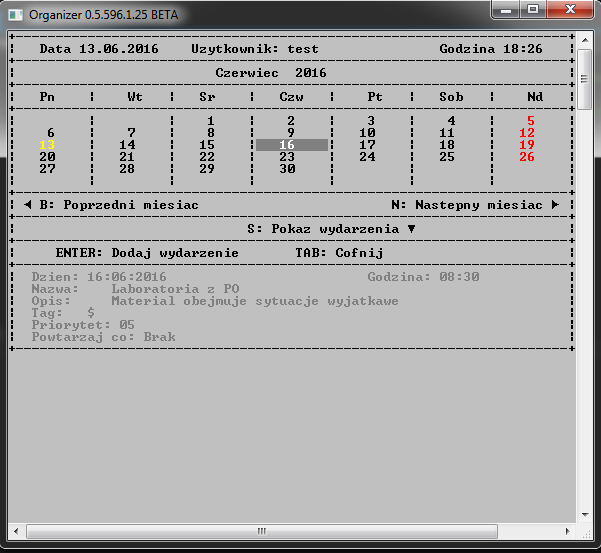 Organizer 0.5.596.1.25 BETA
Data 13.06.2016 Uzytkownik: test Godzina 18:26
Czerwiec 2016
Pn Wt Sr Czw Pt Sob Nd
1 2 3 4 5
6 7 8 9 10 11 12
13 14 15 16 17 18 19
20 21 22 23 24 25 26
27 28 29 30
◄ B: Poprzedni miesiac N: Nastepny miesiac ►
S: Pokaz wydarzenia ▼
ENTER: Dodaj wydarzenie TAB: Cofnij
Dzien: 16:06:2016 Godzina: 08:30
Nazwa: Laboratoria z PO
Opis: Material obejmuje sytuacje wyjatkawe
Tag: $
Priorytet: 05
Powtarzaj co: Brak